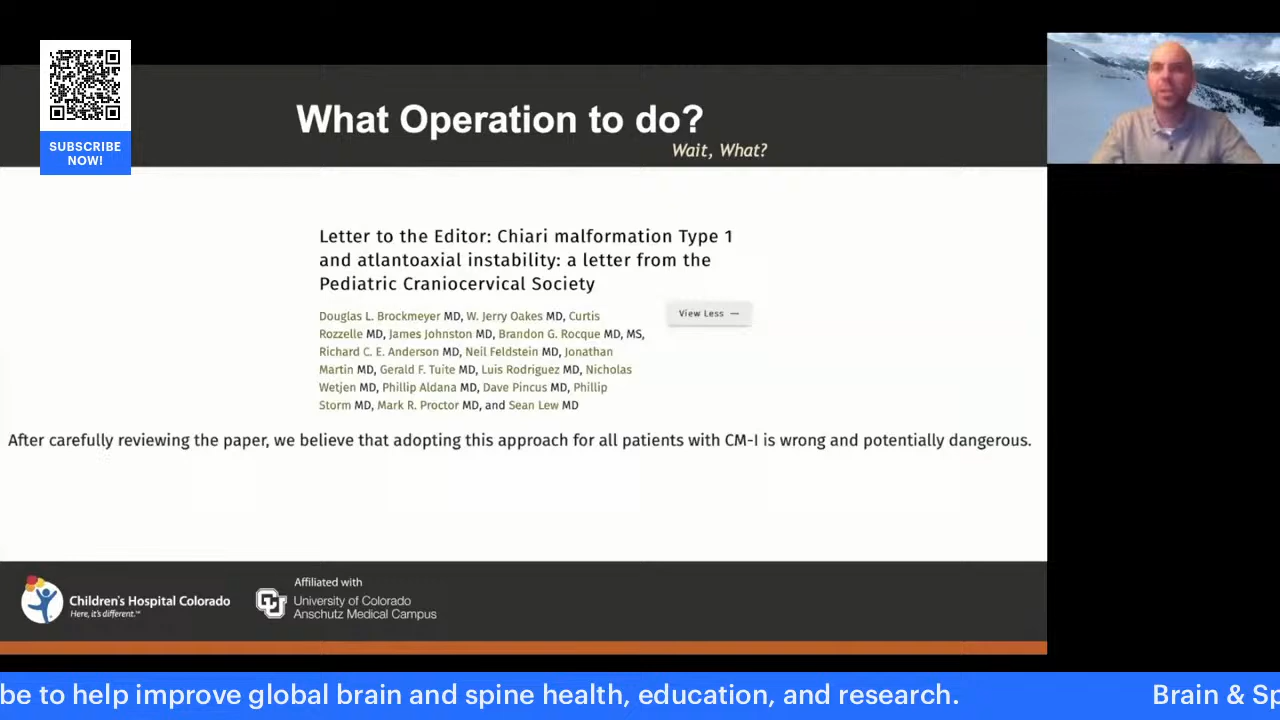 SUBSCRIBE
NOW!
What Operation to do?
Wait, What?
Letter to the Editor: Chiari malformation Type 1
and atlantoaxial instability: a letter from the
Pediatric Craniocervical Society
Douglas L. Brockmeyer MD, W. Jerry Oakes MD, Curtis
Rozzelle MD, James Johnston MD, Brandon G. Rocque MD, MS,
Richard C. E. Anderson MD, Neil Feldstein MD, Jonathan
Martin MD, Gerald F. Tuite MD, Luis Rodriguez MD, Nicholas
Wetjen MD, Phillip Aldana MD, Dave Pincus MD, Phillip
Storm MD, Mark R. Proctor MD, and Sean Lew MD
View Less —
After carefully reviewing the paper, we believe that adopting this approach for all patients with CM-I is wrong and potentially dangerous.
Children's Hospital Colorado
Here, it's different.™
Affiliated with
University of Colorado
Anschutz Medical Campus
be to help improve global brain and spine health, education, and research. Brain & Sp